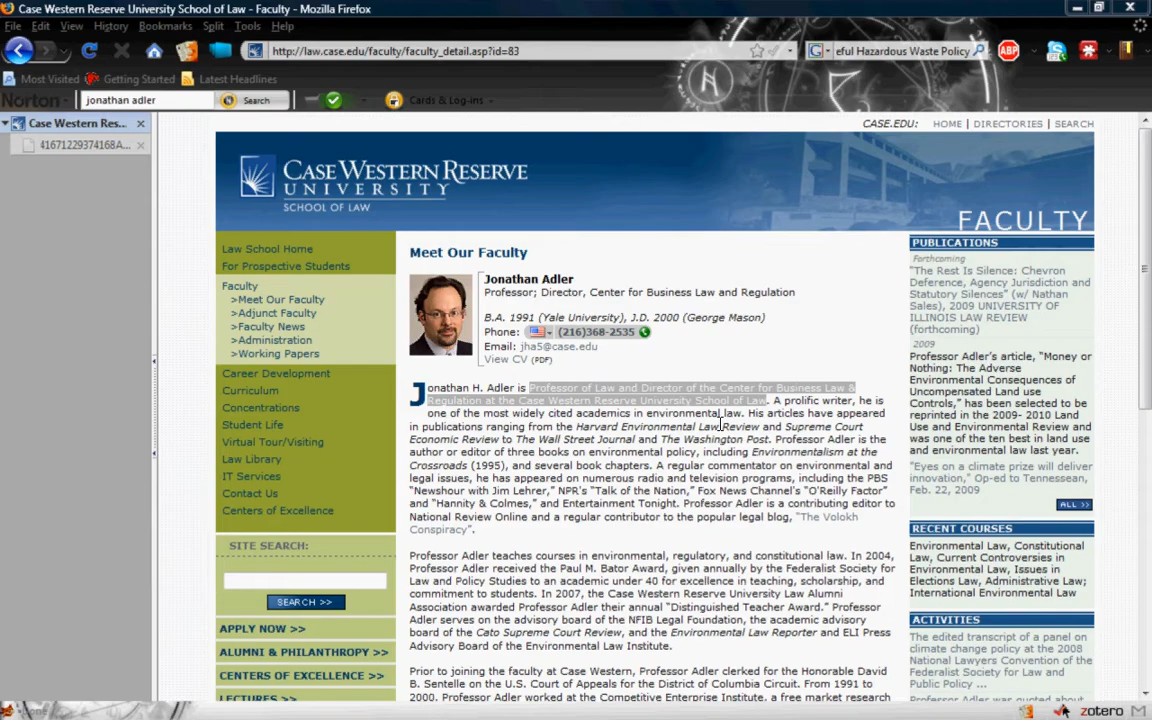 Case Western Reserve University School of Law - Faculty - Mozilla Firefox
File Edit View History Bookmarks Split Tools Help
http://law.case.edu/faculty/faculty_detail.asp?id=83
eful Hazardous Waste Policy
ABP
Most Visited Getting Started Latest Headlines
Norton jonathan adler Search Cards & Log-ins
Case Western Res...
41671229374168A...
CASE.EDU: HOME | DIRECTORIES | SEARCH
CASE WESTERN RESERVE
UNIVERSITY
SCHOOL OF LAW
FACULTY
Law School Home
For Prospective Students
Faculty
>Meet Our Faculty
>Adjunct Faculty
>Faculty News
>Administration
>Working Papers
Career Development
Curriculum
Concentrations
Student Life
Virtual Tour/Visiting
Law Library
IT Services
Contact Us
Centers of Excellence
SITE SEARCH:
SEARCH >>
APPLY NOW >>
ALUMNI & PHILANTHROPY >>
CENTERS OF EXCELLENCE >>
LECTURES >>
Meet Our Faculty
Jonathan Adler
Professor; Director, Center for Business Law and Regulation
B.A. 1991 (Yale University), J.D. 2000 (George Mason)
Phone: (216)368-2535
Email: jha5@case.edu
View CV (PDF)
Jonathan H. Adler is Professor of Law and Director of the Center for Business Law &
Regulation at the Case Western Reserve University School of Law. A prolific writer, he is
one of the most widely cited academics in environmental law. His articles have appeared
in publications ranging from the Harvard Environmental Law Review and Supreme Court
Economic Review to The Wall Street Journal and The Washington Post. Professor Adler is the
author or editor of three books on environmental policy, including Environmentalism at the
Crossroads (1995), and several book chapters. A regular commentator on environmental and
legal issues, he has appeared on numerous radio and television programs, including the PBS
"Newshour with Jim Lehrer," NPR's "Talk of the Nation," Fox News Channel's "O'Reilly Factor"
and "Hannity & Colmes," and Entertainment Tonight. Professor Adler is a contributing editor to
National Review Online and a regular contributor to the popular legal blog, "The Volokh
Conspiracy".
Professor Adler teaches courses in environmental, regulatory, and constitutional law. In 2004,
Professor Adler received the Paul M. Bator Award, given annually by the Federalist Society for
Law and Policy Studies to an academic under 40 for excellence in teaching, scholarship, and
commitment to students. In 2007, the Case Western Reserve University Law Alumni
Association awarded Professor Adler their annual "Distinguished Teacher Award." Professor
Adler serves on the advisory board of the NFIB Legal Foundation, the academic advisory
board of the Cato Supreme Court Review, and the Environmental Law Reporter and ELI Press
Advisory Board of the Environmental Law Institute.
Prior to joining the faculty at Case Western, Professor Adler clerked for the Honorable David
B. Sentelle on the U.S. Court of Appeals for the District of Columbia Circuit. From 1991 to
2000, Professor Adler worked at the Competitive Enterprise Institute, a free market research
PUBLICATIONS
Forthcoming
"The Rest Is Silence: Chevron
Deference, Agency Jurisdiction and
Statutory Silences" (w/ Nathan
Sales), 2009 UNIVERSITY OF
ILLINOIS LAW REVIEW
(forthcoming)
2009
Professor Adler's article, "Money or
Nothing: The Adverse
Environmental Consequences of
Uncompensated Land use
Controls," has been selected to be
reprinted in the 2009- 2010 Land
Use and Environment Review and
was one of the ten best in land use
and environmental law last year.
"Eyes on a climate prize will deliver
innovation," Op-ed to Tennessean,
Feb. 22, 2009
ALL >>
RECENT COURSES
Environmental Law, Constitutional
Law, Current Controversies in
Environmental Law, Issues in
Elections Law, Administrative Law;
International Environmental Law
ACTIVITIES
The edited transcript of a panel on
climate change policy at the 2008
National Lawyers Convention of the
Federalist Society for Law and
Public Policy ...
Professor Adler was quoted about
zotero